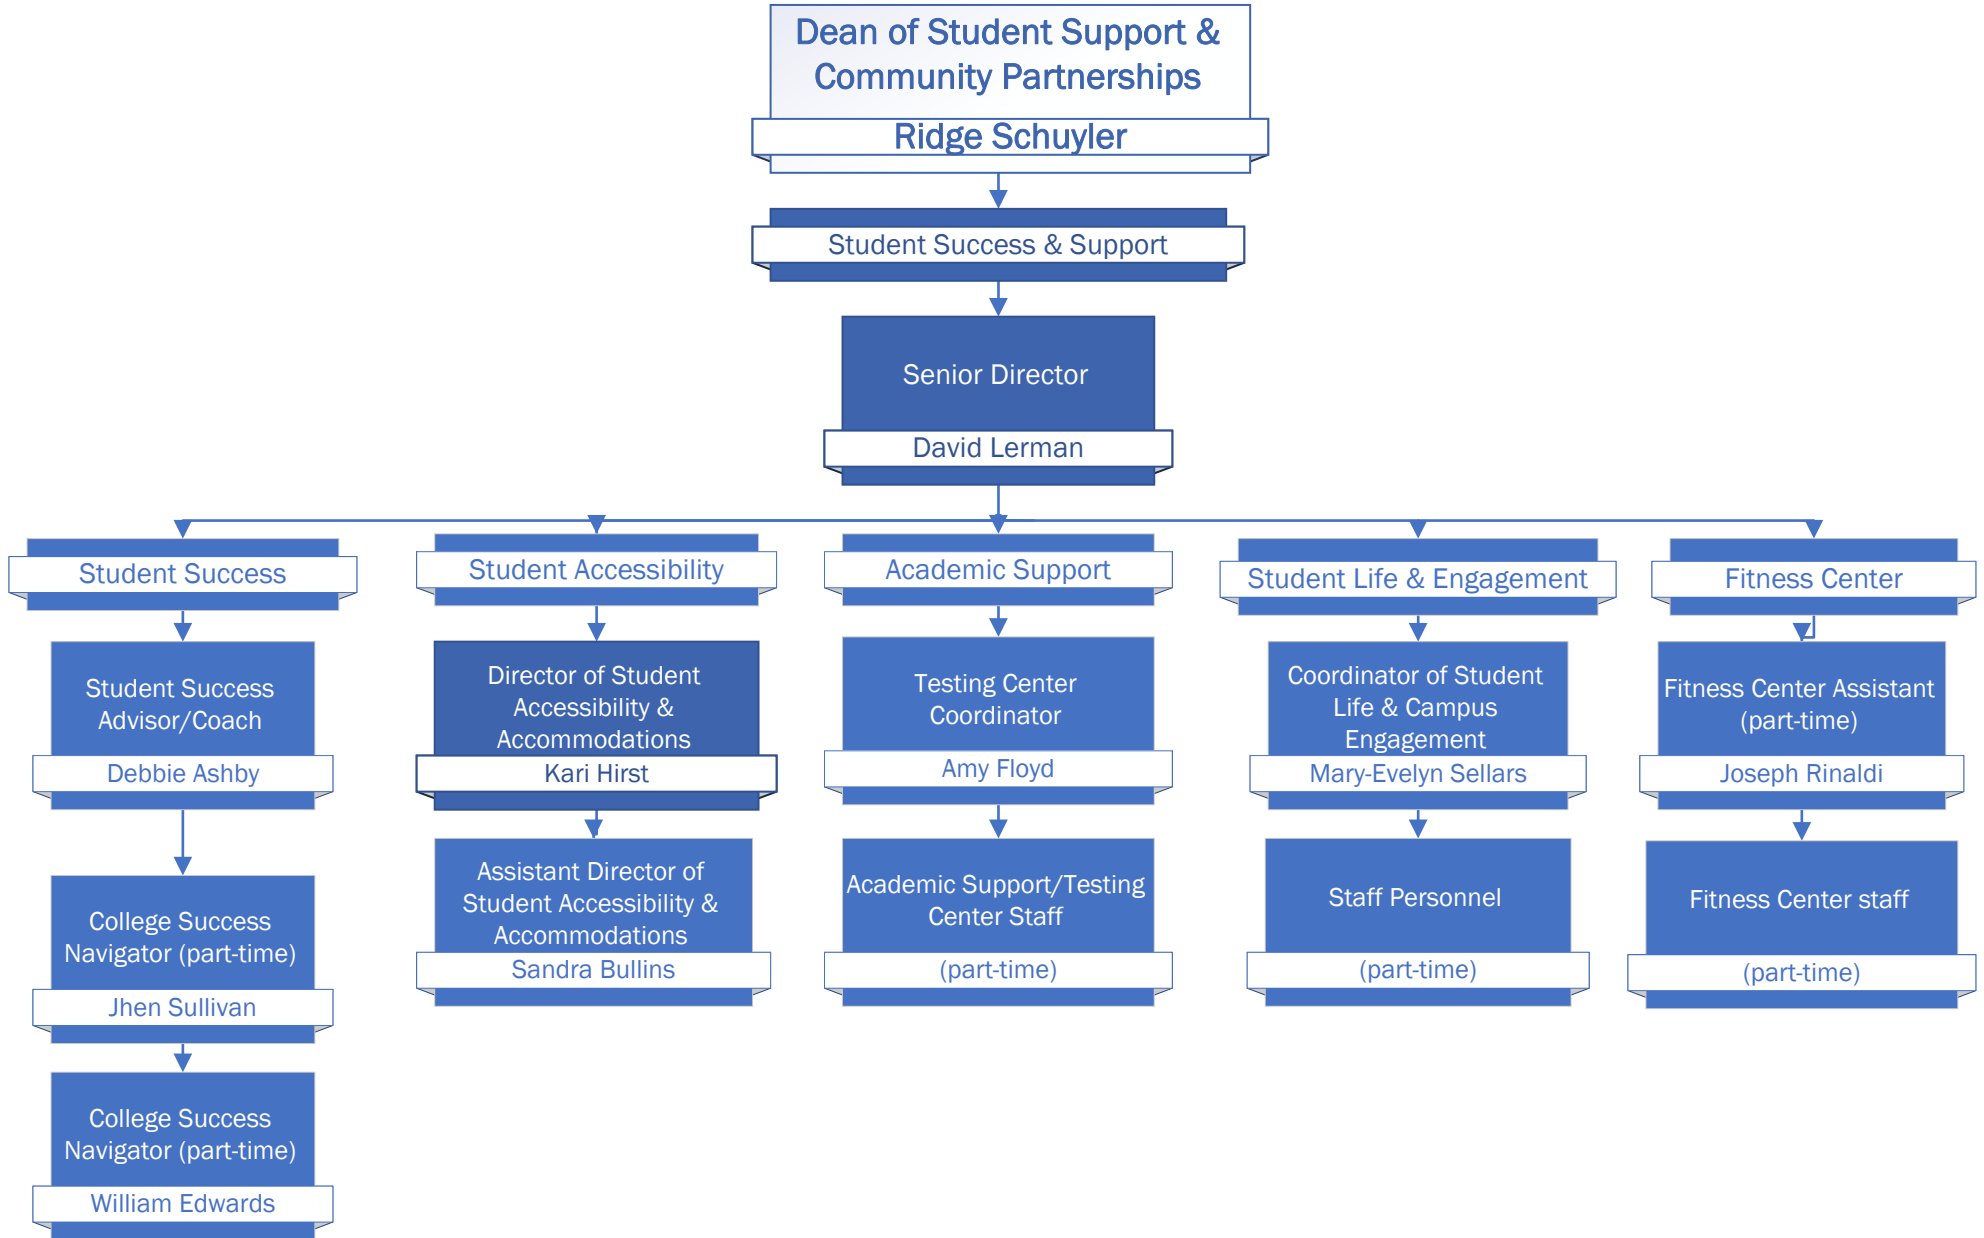 Dean of Student Support &
Community Partnerships
Ridge Schuyler
Student Success & Support
Senior Director
David Lerman
Student Success
Student Success
Advisor/Coach
Debbie Ashby
College Success
Navigator (part-time)
Jhen Sullivan
College Success
Navigator (part-time)
William Edwards
Student Accessibility
Director of Student
Accessibility &
Accommodations
Kari Hirst
Assistant Director of
Student Accessibility &
Accommodations
Sandra Bullins
Academic Support
Testing Center
Coordinator
Amy Floyd
Academic Support/Testing
Center Staff
(part-time)
Student Life & Engagement
Coordinator of Student
Life & Campus
Engagement
Mary-Evelyn Sellars
Staff Personnel
(part-time)
Fitness Center
Fitness Center Assistant
(part-time)
Joseph Rinaldi
Fitness Center staff
(part-time)